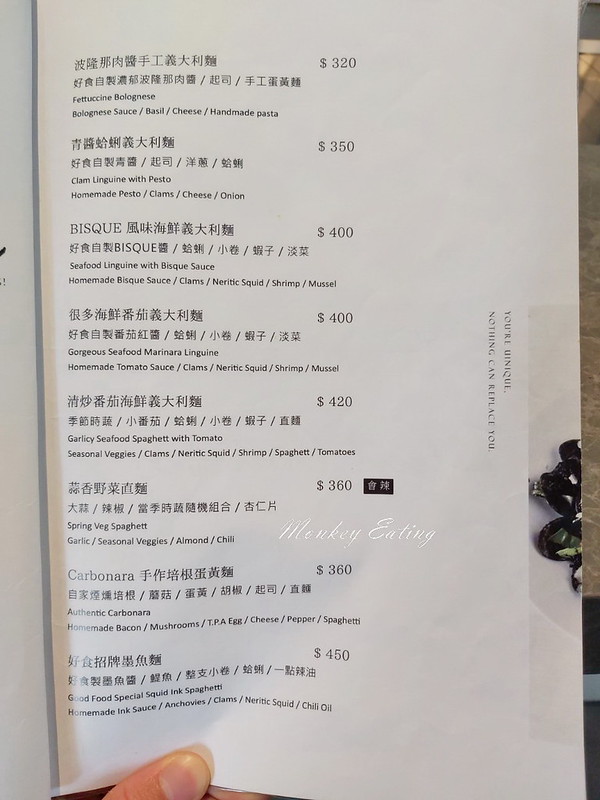 波隆那肉醬手工義大利麵 $ 320
好食自製濃郁波隆那肉醬 / 起司 / 手工蛋黃麵
Fettuccine Bolognese
Bolognese Sauce / Basil / Cheese / Handmade pasta
青醬蛤蜊義大利麵 $ 350
好食自製青醬 / 起司 / 洋蔥 / 蛤蜊
Clam Linguine with Pesto
Homemade Pesto / Clams / Cheese / Onion
BISQUE 風味海鮮義大利麵 $ 400
好食自製BISQUE醬 / 蛤蜊 / 小卷 / 蝦子 / 淡菜
Seafood Linguine with Bisque Sauce
Homemade Bisque Sauce / Clams / Neritic Squid / Shrimp / Mussel
很多海鮮番茄義大利麵 $ 400
好食自製番茄紅醬 / 蛤蜊 / 小卷 / 蝦子 / 淡菜
Gorgeous Seafood Marinara Linguine
Homemade Tomato Sauce / Clams / Neritic Squid / Shrimp / Mussel
清炒番茄海鮮義大利麵 $ 420
季節時蔬 / 小番茄 / 蛤蜊 / 小卷 / 蝦子 / 直麵
Garlicy Seafood Spaghett with Tomato
Seasonal Veggies / Clams / Neritic Squid / Shrimp / Spaghett / Tomatoes
蒜香野菜直麵 $ 360 會辣
大蒜 / 辣椒 / 當季時蔬隨機組合 / 杏仁片
Spring Veg Spaghett
Garlic / Seasonal Veggies / Almond / Chili
Carbonara 手作培根蛋黃麵 $ 360
自家煙燻培根 / 蘑菇 / 蛋黃 / 胡椒 / 起司 / 直麵
Authentic Carbonara
Homemade Bacon / Mushrooms / T.P.A Egg / Cheese / Pepper / Spaghetti
好食招牌墨魚麵 $ 450
好食製墨魚醬 / 鯷魚 / 整支小卷 / 蛤蜊 / 一點辣油
Good Food Special Squid Ink Spaghetti
Homemade Ink Sauce / Anchovies / Clams / Neritic Squid / Chili Oil
YOU'RE UINIQUE.
NOTHING CAN REPLACE YOU.
Monkey Eating